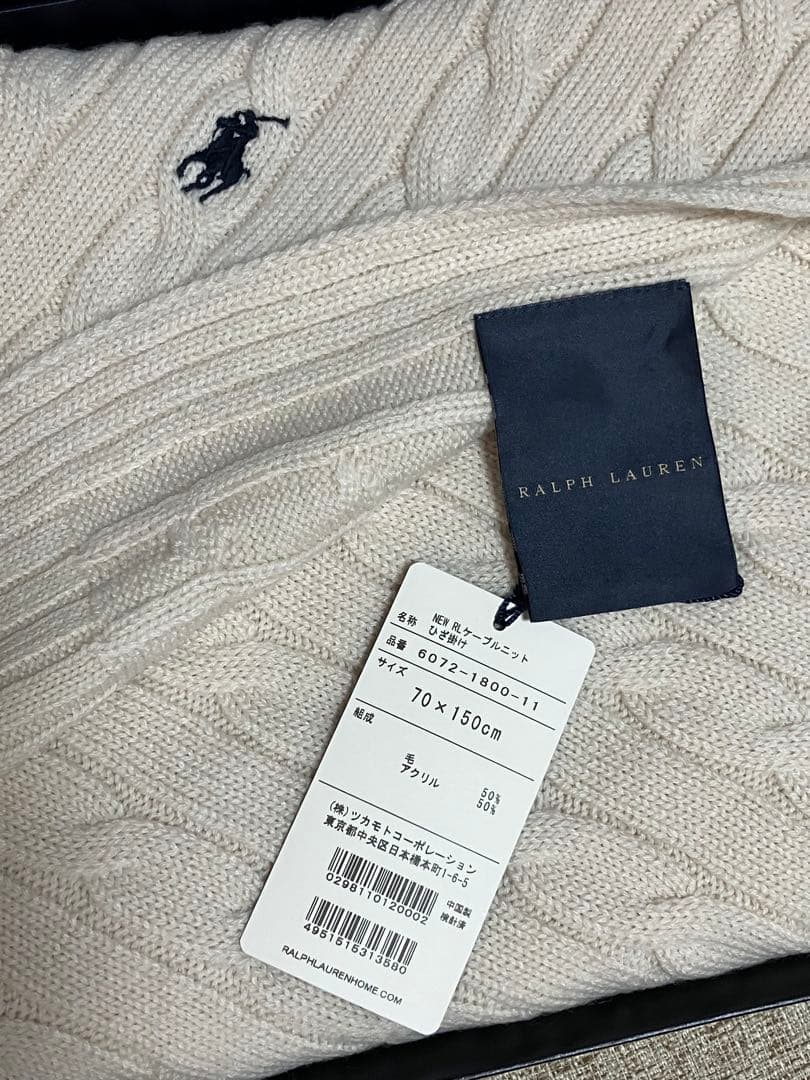 RALPH LAUREN
名称 NEW RLケーブルニット
ひざ掛け
品番 6072-1800-11
サイズ
70×150cm
組成
毛 50%
アクリル 50%
(株)ツカモトコーポレーション
東京都中央区日本橋本町1-6-5
0298110120002
中国製
検針済
4951515313580
RALPHLAURENHOME.COM